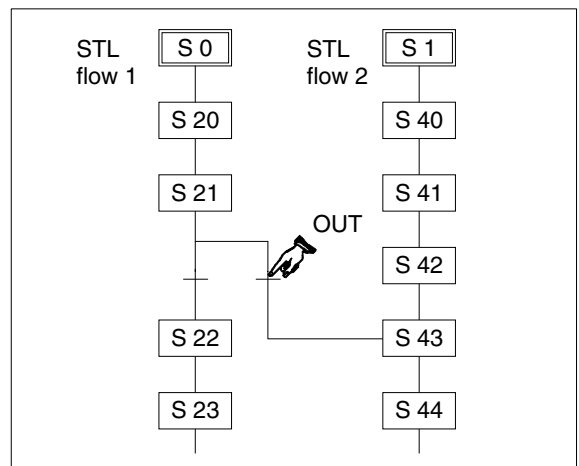 STL
flow 1
S 0
S 20
S 21
OUT
S 22
S 23
STL
flow 2
S 1
S 40
S 41
S 42
S 43
S 44